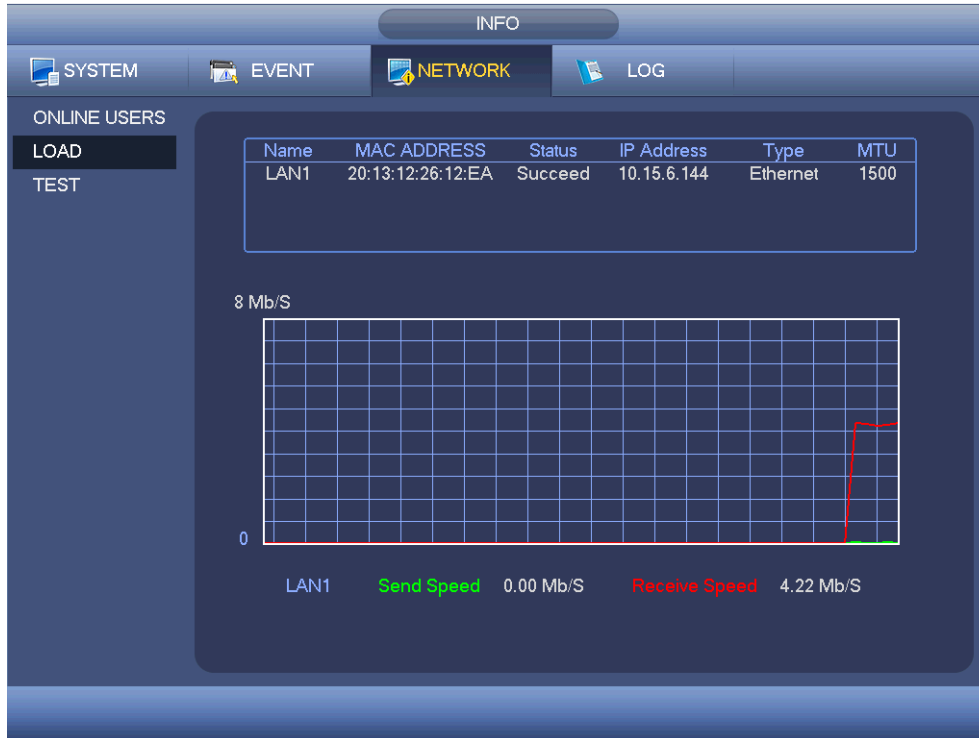 INFO
SYSTEM EVENT NETWORK LOG
ONLINE USERS
LOAD
TEST
Name MAC ADDRESS Status IP Address Type MTU
LAN1 20:13:12:26:12:EA Succeed 10.15.6.144 Ethernet 1500
8 Mb/S
0
LAN1 Send Speed 0.00 Mb/S Receive Speed 4.22 Mb/S